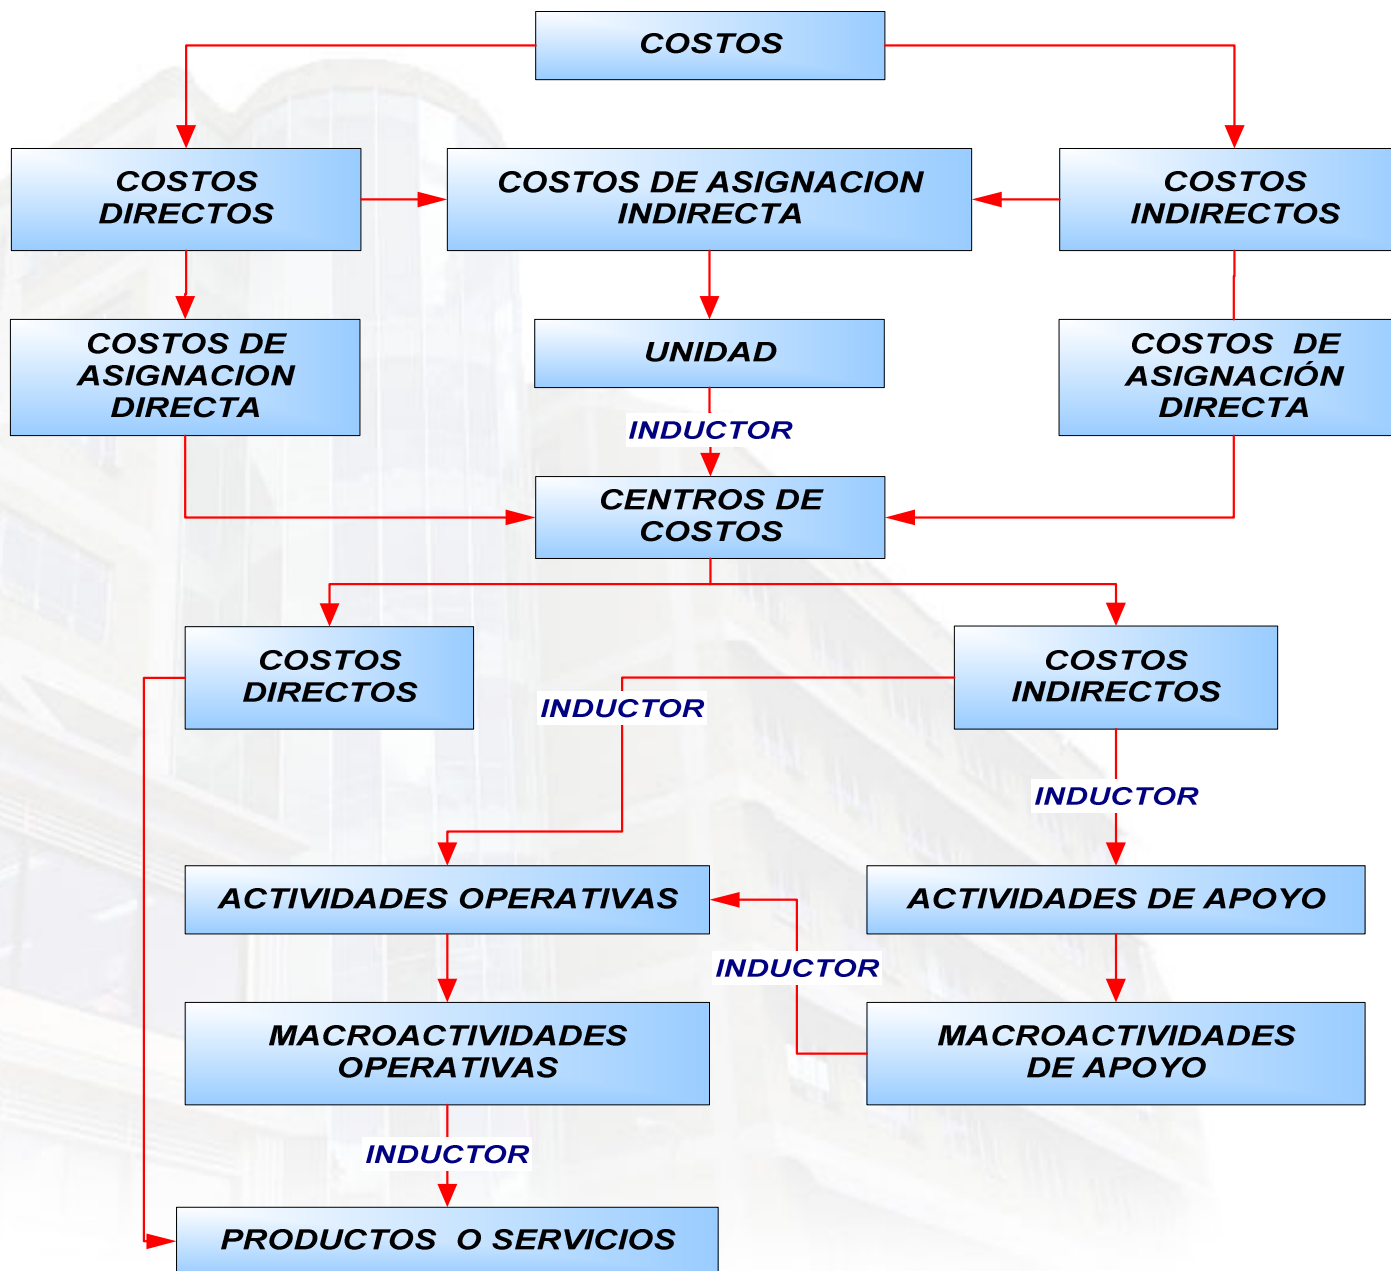 COSTOS
COSTOS
DIRECTOS
COSTOS DE ASIGNACION
INDIRECTA
COSTOS
INDIRECTOS
COSTOS DE
ASIGNACION
DIRECTA
UNIDAD
COSTOS DE
ASIGNACIÓN
DIRECTA
INDUCTOR
CENTROS DE
COSTOS
COSTOS
DIRECTOS
COSTOS
INDIRECTOS
INDUCTOR
INDUCTOR
ACTIVIDADES OPERATIVAS
ACTIVIDADES DE APOYO
INDUCTOR
MACROACTIVIDADES
OPERATIVAS
MACROACTIVIDADES
DE APOYO
INDUCTOR
PRODUCTOS O SERVICIOS